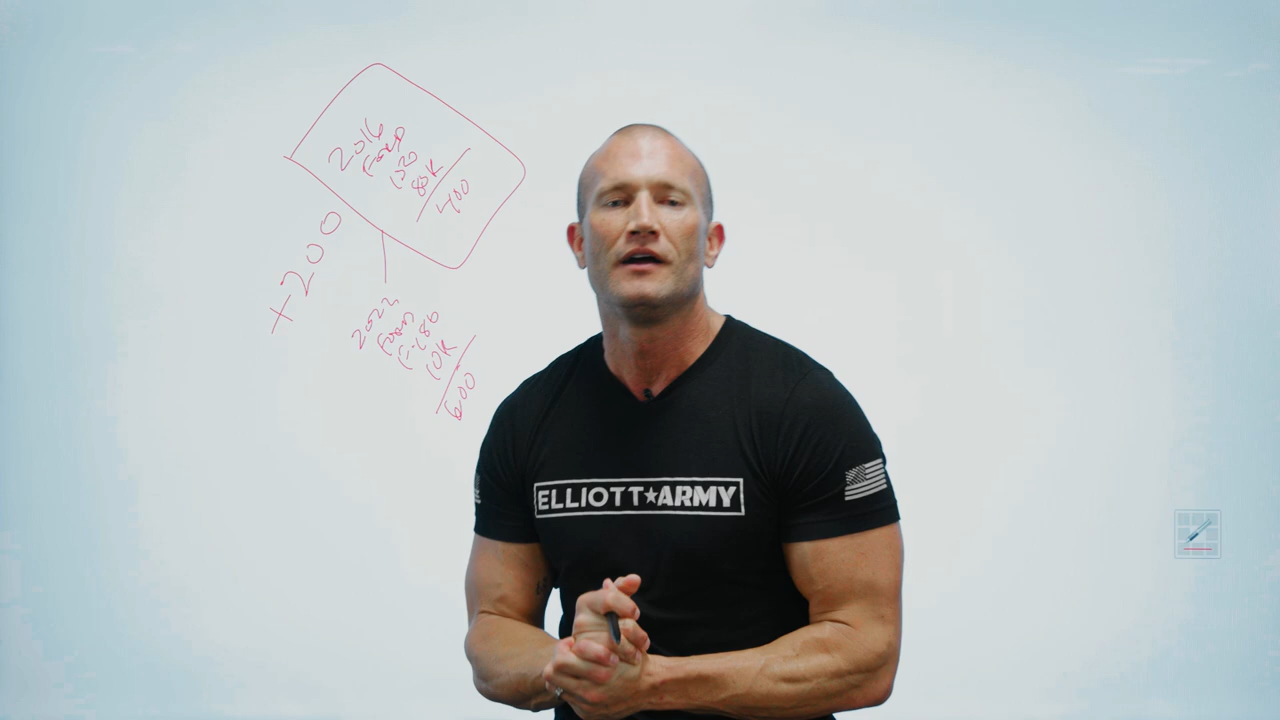 2016
Ford
150
80K
400
+200
2022
Ford
F-150
10K
600
ELLIOTT★ARMY